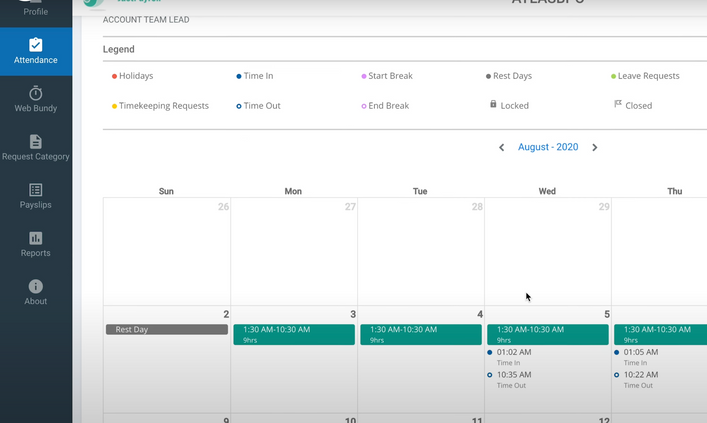 Profile
Attendance
Web Bundy
Request Category
Payslips
Reports
About
ACCOUNT TEAM LEAD
Legend
Holidays
Time In
Start Break
Rest Days
Leave Requests
Timekeeping Requests
Time Out
End Break
Locked
Closed
August - 2020
Sun Mon Tue Wed Thu
26 27 28 29
2 3 4 5
Rest Day
1:30 AM-10:30 AM
9hrs
1:30 AM-10:30 AM
9hrs
1:30 AM-10:30 AM
9hrs
01:02 AM
Time In
10:35 AM
Time Out
1:30 AM-10:30 AM
9hrs
01:05 AM
Time In
10:22 AM
Time Out
9 10 11 12